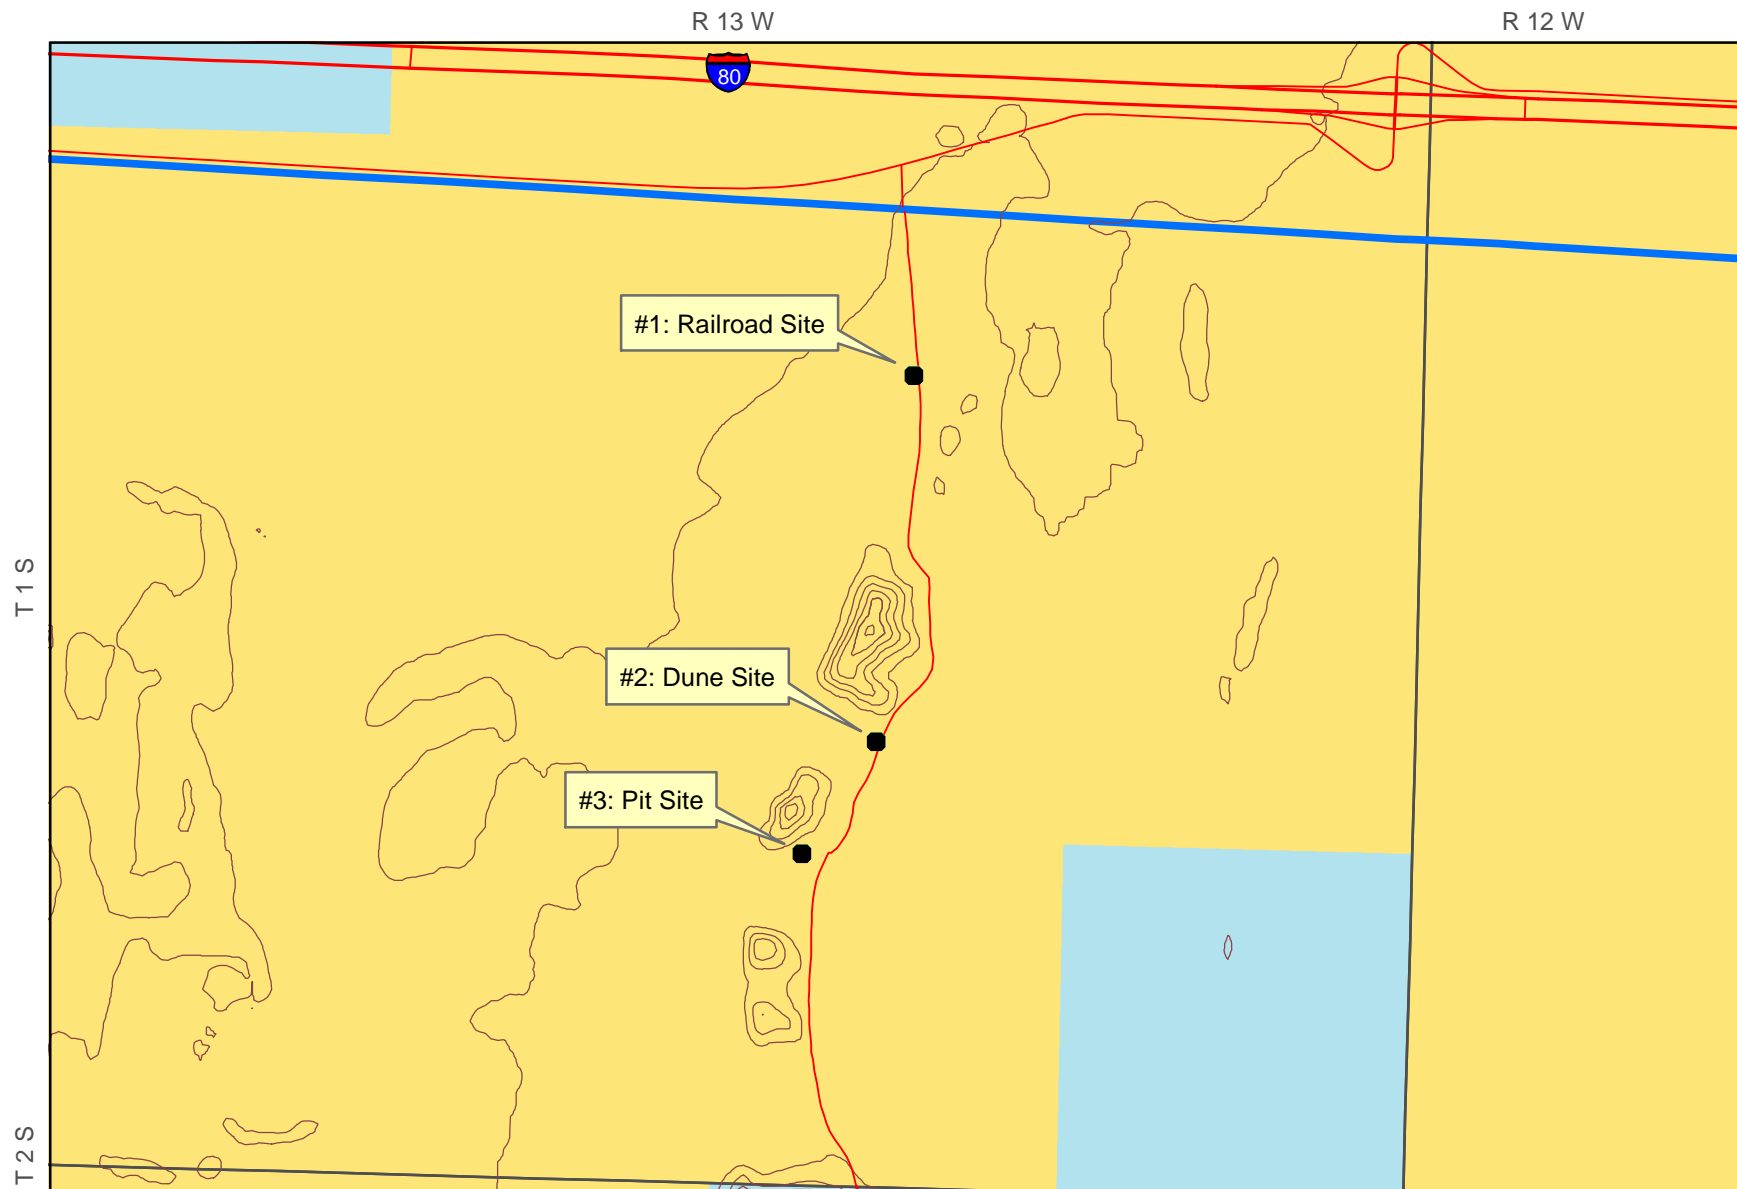 R 13 W
R 12 W
80
#1: Railroad Site
T 1 S
#2: Dune Site
#3: Pit Site
T 2 S